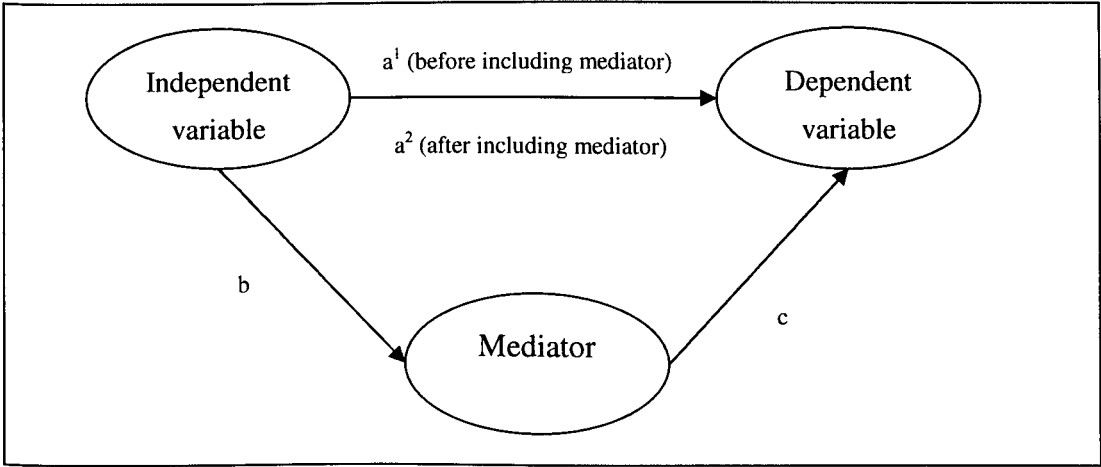 a¹ (before including mediator)
Independent
variable
Dependent
variable
a² (after including mediator)
b
c
Mediator